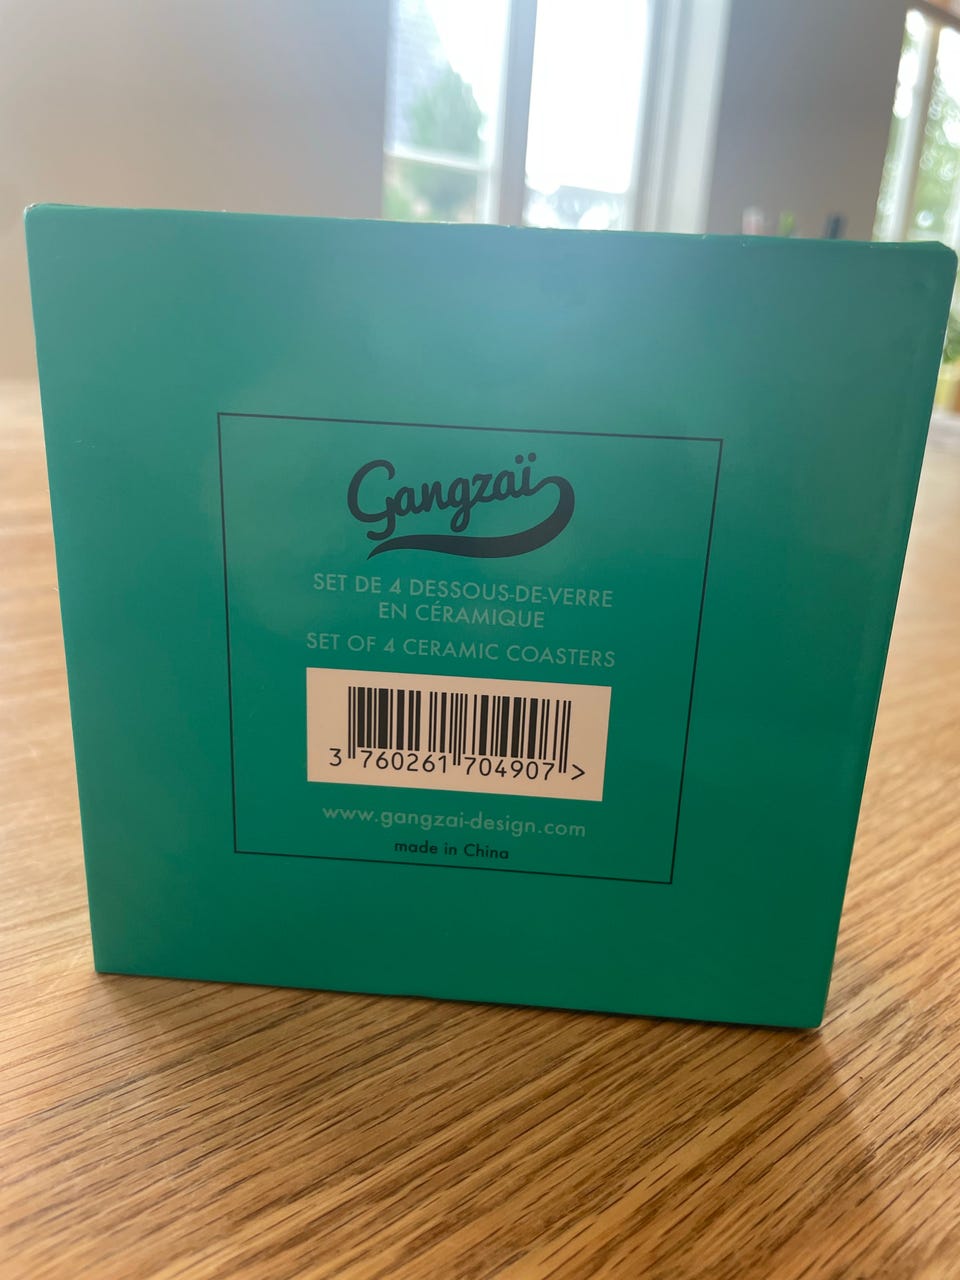 Gangzaï
SET DE 4 DESSOUS-DE-VERRE
EN CÉRAMIQUE
SET OF 4 CERAMIC COASTERS
3 760261 704907 >
www.gangzai-design.com
made in China